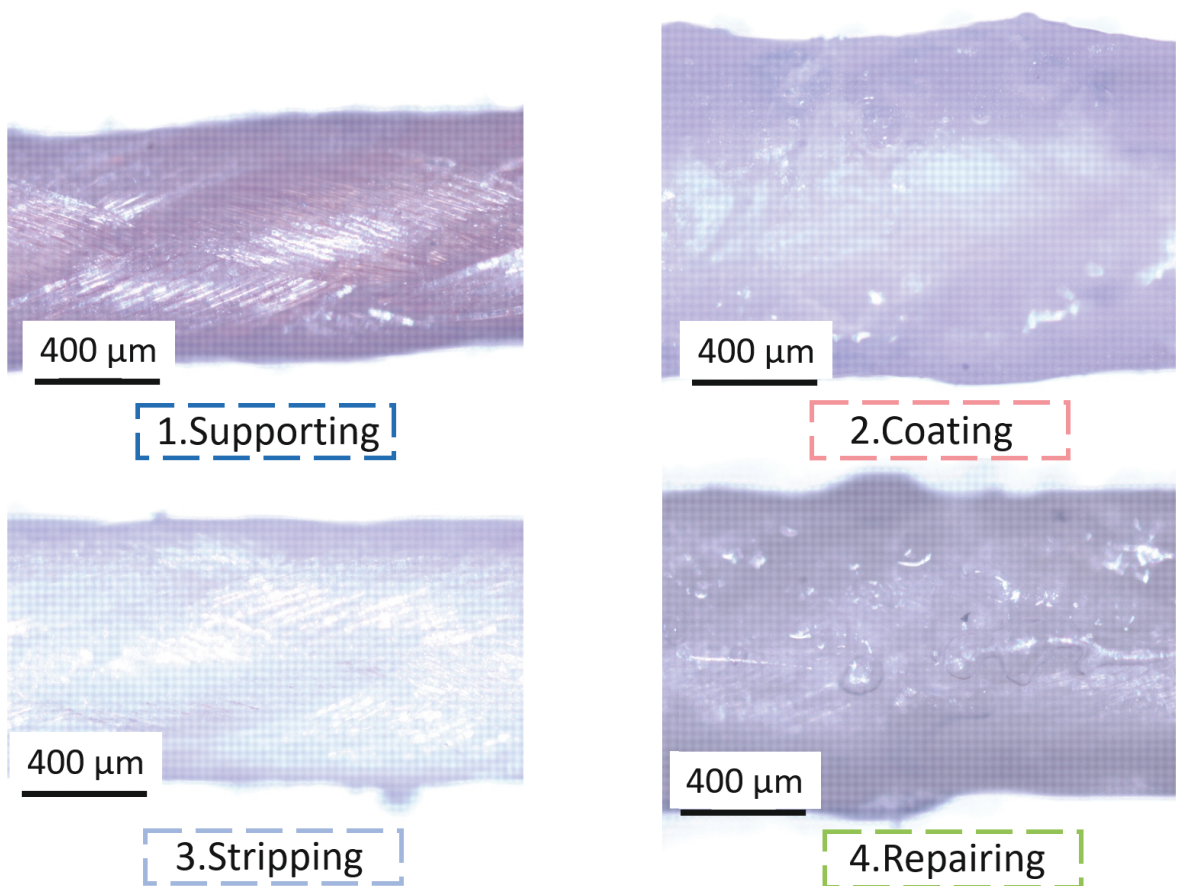 400 μm
400 μm
1.Supporting
2.Coating
400 μm
400 μm
3.Stripping
4.Repairing